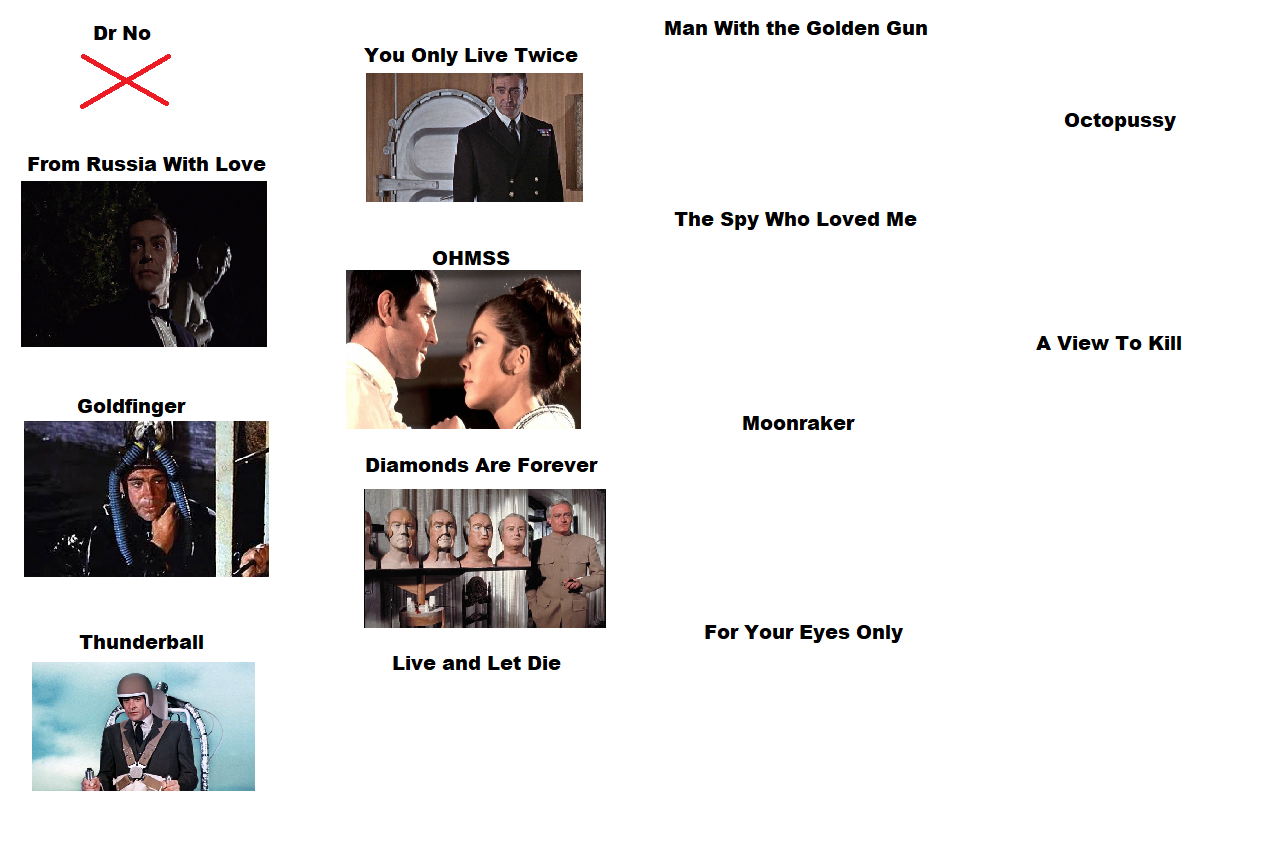 Dr No
From Russia With Love
Goldfinger
Thunderball
You Only Live Twice
OHMSS
Diamonds Are Forever
Live and Let Die
Man With the Golden Gun
The Spy Who Loved Me
Moonraker
For Your Eyes Only
Octopussy
A View To Kill